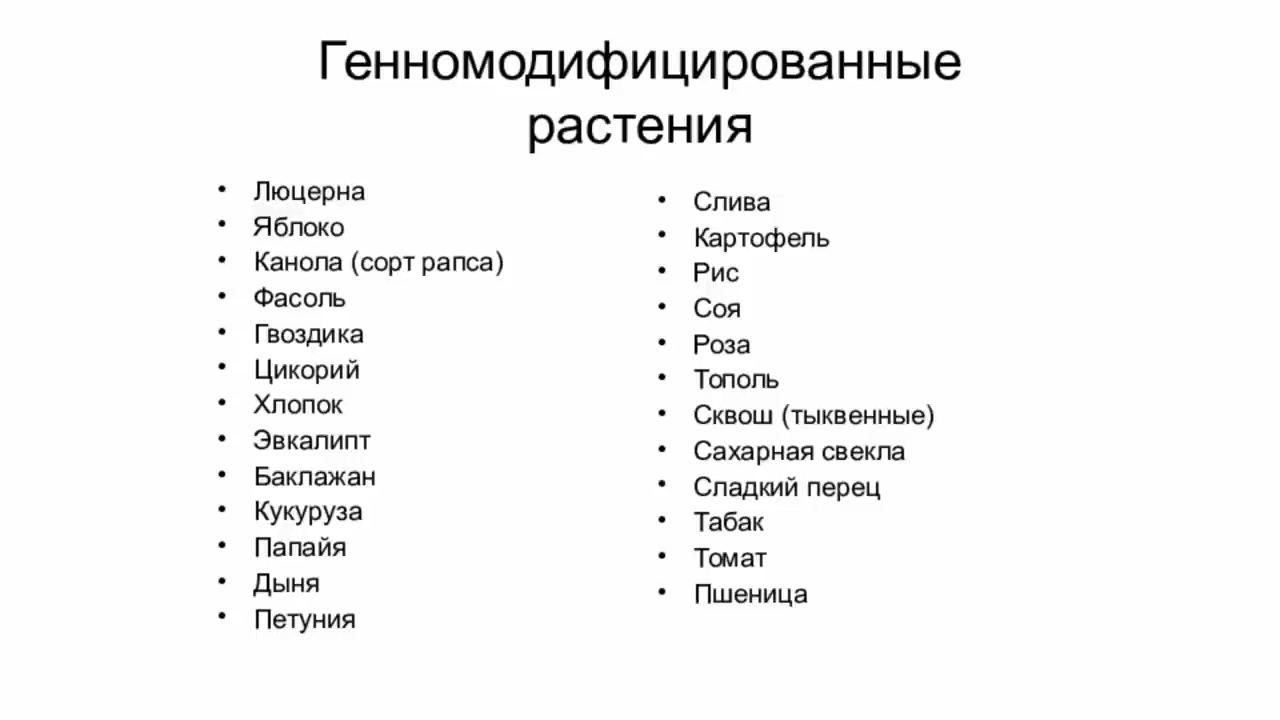 Генномодифицированные
растения
• Люцерна
• Яблоко
• Канола (сорт рапса)
• Фасоль
• Гвоздика
• Цикорий
• Хлопок
• Эвкалипт
• Баклажан
• Кукуруза
• Папайя
• Дыня
• Петуния
• Слива
• Картофель
• Рис
• Соя
• Роза
• Тополь
• Сквош (тыквенные)
• Сахарная свекла
• Сладкий перец
• Табак
• Томат
• Пшеница